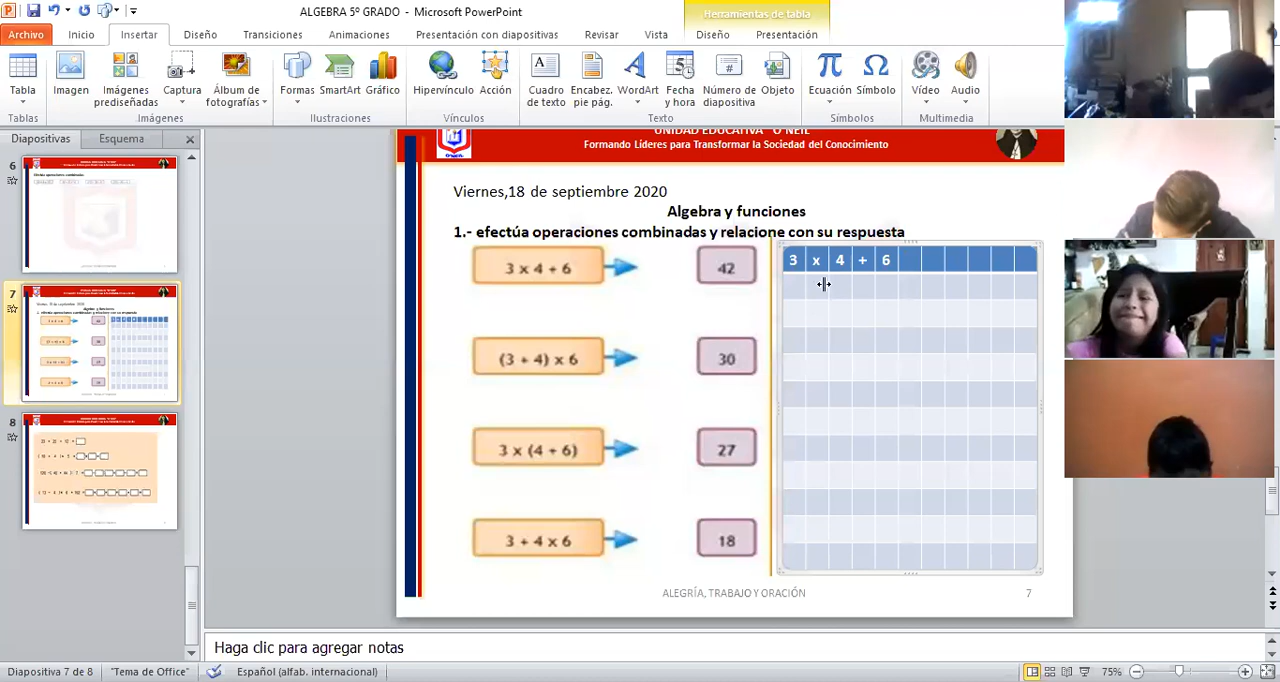 ALGEBRA 5º GRADO - Microsoft PowerPoint
Herramientas de tabla
Archivo Inicio Insertar Diseño Transiciones Animaciones Presentación con diapositivas Revisar Vista Diseño Presentación
Tabla Imagen Imágenes prediseñadas Captura Álbum de fotografías Formas SmartArt Gráfico Hipervínculo Acción Cuadro de texto Encabez. pie pág. WordArt Fecha y hora Número de diapositiva Objeto Ecuación Símbolo Vídeo Audio
Tablas Imágenes Ilustraciones Vínculos Texto Símbolos Multimedia
Diapositivas Esquema
6
7
8
UNIDAD EDUCATIVA "O'NEIL"
Formando Líderes para Transformar la Sociedad del Conocimiento
Viernes,18 de septiembre 2020
Algebra y funciones
1.- efectúa operaciones combinadas y relacione con su respuesta
3 x 4 + 6 42 3 x 4 + 6
(3 + 4) x 6 30
3 x (4 + 6) 27
3 + 4 x 6 18
ALEGRÍA, TRABAJO Y ORACIÓN 7
Haga clic para agregar notas
Diapositiva 7 de 8 "Tema de Office" Español (alfab. internacional) 75%